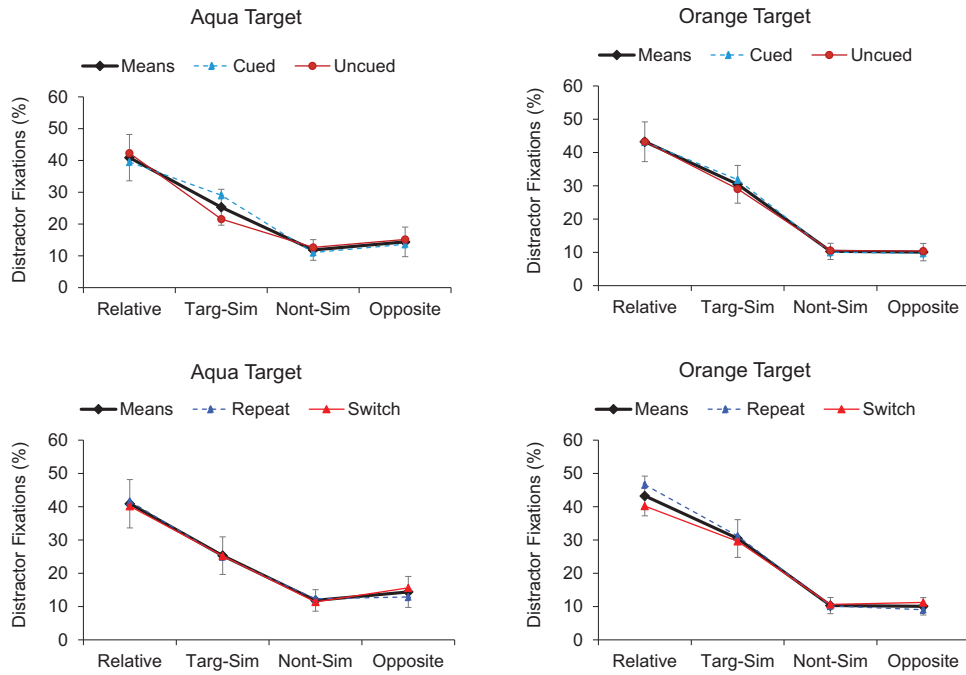 Aqua Target
Means Cued Uncued
Distractor Fixations (%)
60
50
40
30
20
10
0
Relative Targ-Sim Nont-Sim Opposite
Orange Target
Means Cued Uncued
Distractor Fixations (%)
60
50
40
30
20
10
0
Relative Targ-Sim Nont-Sim Opposite
Aqua Target
Means Repeat Switch
Distractor Fixations (%)
60
50
40
30
20
10
0
Relative Targ-Sim Nont-Sim Opposite
Orange Target
Means Repeat Switch
Distractor Fixations (%)
60
50
40
30
20
10
0
Relative Targ-Sim Nont-Sim Opposite